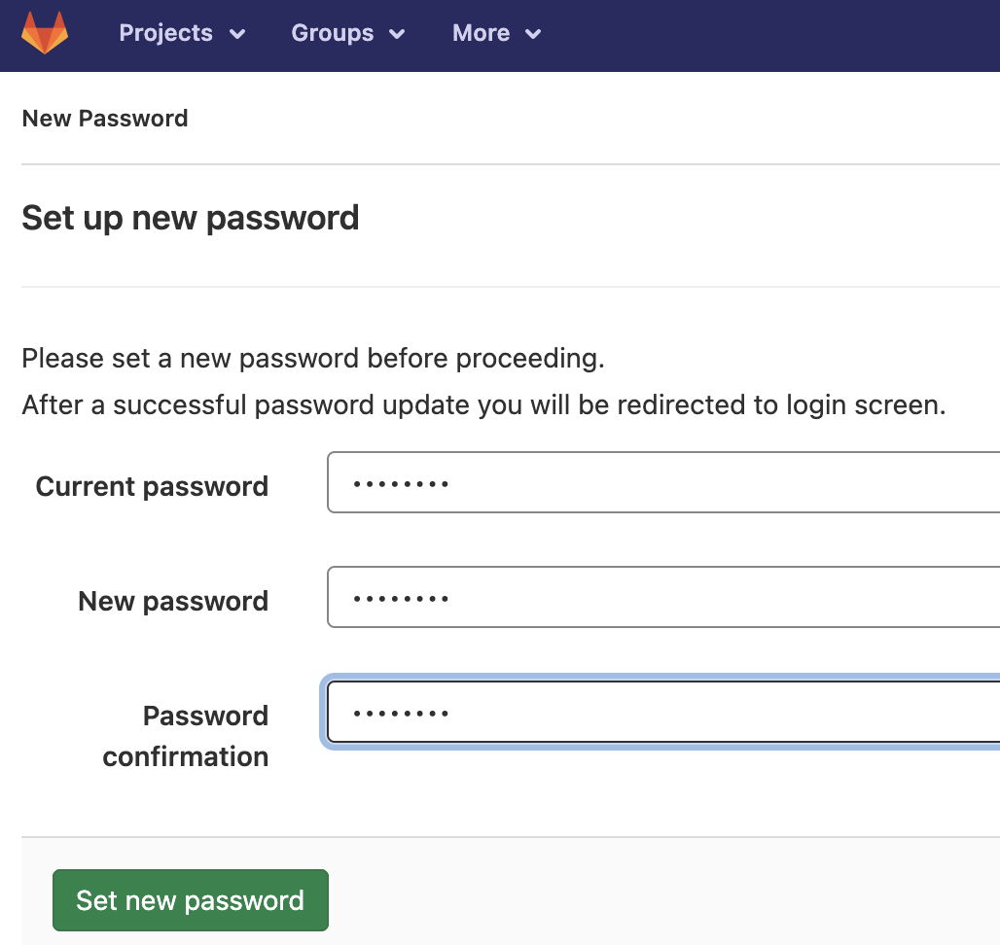 Projects Groups More
New Password
Set up new password
Please set a new password before proceeding.
After a successful password update you will be redirected to login screen.
Current password ••••••••
New password ••••••••
Password ••••••••
confirmation
Set new password